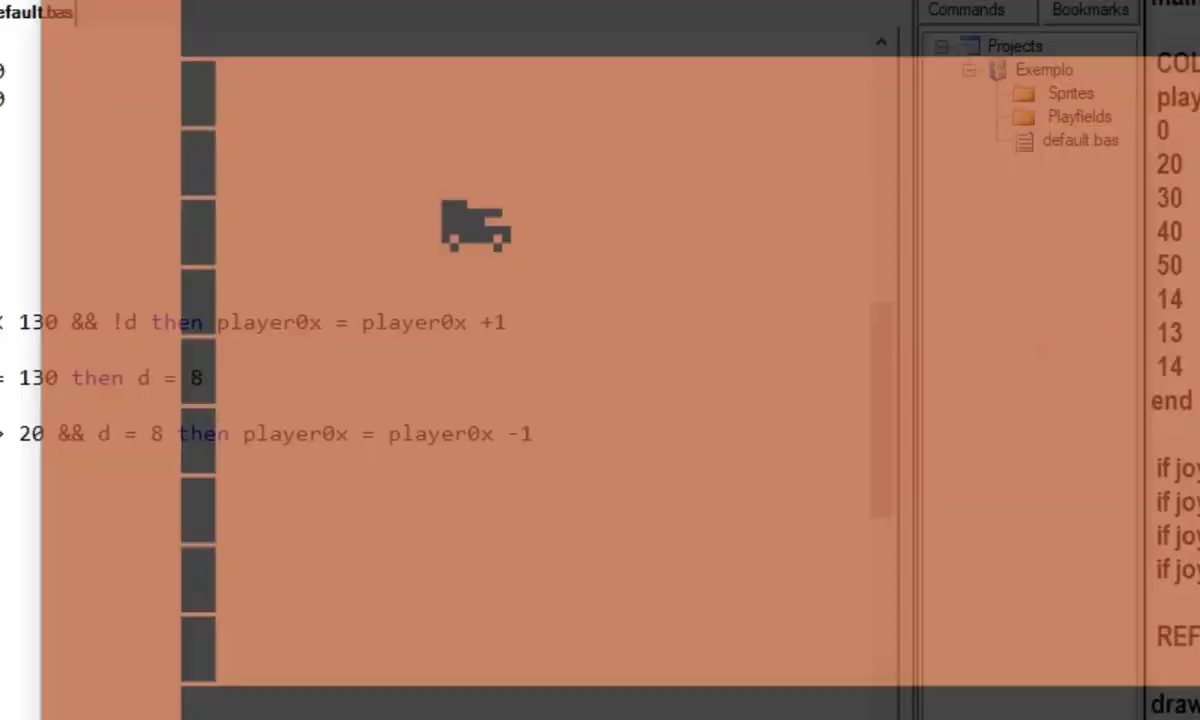 efault.bas
Commands Bookmarks
Projects
Exemplo
Sprites
Playfields
default.bas
0
0
< 130 && !d then player0x = player0x +1
= 130 then d = 8
> 20 && d = 8 then player0x = player0x -1
COL
play
0
20
30
40
50
14
13
14
end
if joy
if joy
if joy
if joy
REF
draw